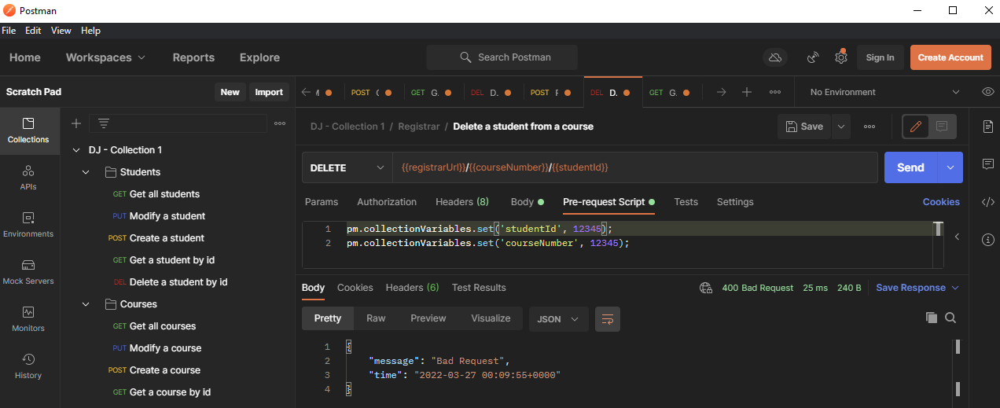 Postman
File Edit View Help
Home Workspaces Reports Explore Search Postman Sign In Create Account
Scratch Pad New Import
POST GET G. DEL D. POST DEL D. GET G. No Environment
DJ - Collection 1 / Registrar / Delete a student from a course Save
DELETE {{registrarUrl}}/{{courseNumber}}/{{studentId}} Send
Params Authorization Headers (8) Body Pre-request Script Tests Settings Cookies
1 pm.collectionVariables.set('studentId', 12345);
2 pm.collectionVariables.set('courseNumber', 12345);
Body Cookies Headers (6) Test Results 400 Bad Request 25 ms 240 B Save Response
Pretty Raw Preview Visualize JSON
1 {
2 "message": "Bad Request",
3 "time": "2022-03-27 00:09:55+0000"
4 }
Collections
APIs
Environments
Mock Servers
Monitors
History
DJ - Collection 1
Students
GET Get all students
PUT Modify a student
POST Create a student
GET Get a student by id
DEL Delete a student by id
Courses
GET Get all courses
PUT Modify a course
POST Create a course
GET Get a course by id